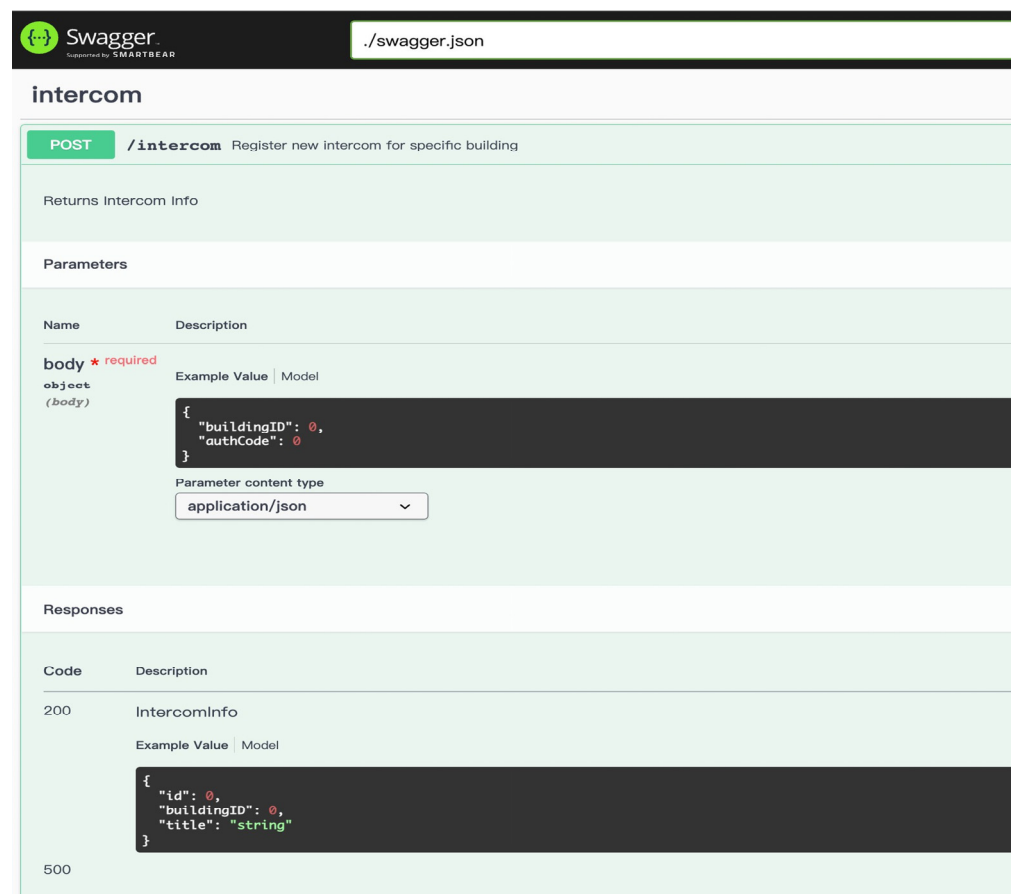 {··} Swagger.
Supported by SMARTBEAR
./swagger.json
intercom
POST /intercom Register new intercom for specific building
Returns Intercom Info
Parameters
Name Description
body * required
object
(body)
Example Value Model
{
"buildingID": 0,
"authCode": 0
}
Parameter content type
application/json
Responses
Code Description
200 IntercomInfo
Example Value Model
{
"id": 0,
"buildingID": 0,
"title": "string"
}
500